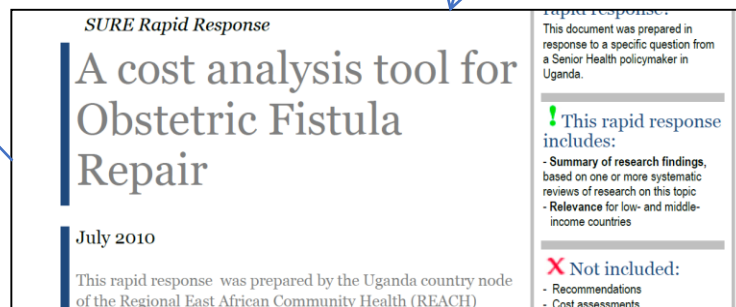 SURE Rapid Response
A cost analysis tool for
Obstetric Fistula
Repair
July 2010
This rapid response was prepared by the Uganda country node
of the Regional East African Community Health (REACH)
rapid response?
This document was prepared in
response to a specific question from
a Senior Health policymaker in
Uganda.
! This rapid response
includes:
- Summary of research findings,
based on one or more systematic
reviews of research on this topic
- Relevance for low- and middle-
income countries
X Not included:
- Recommendations
- Cost assessments